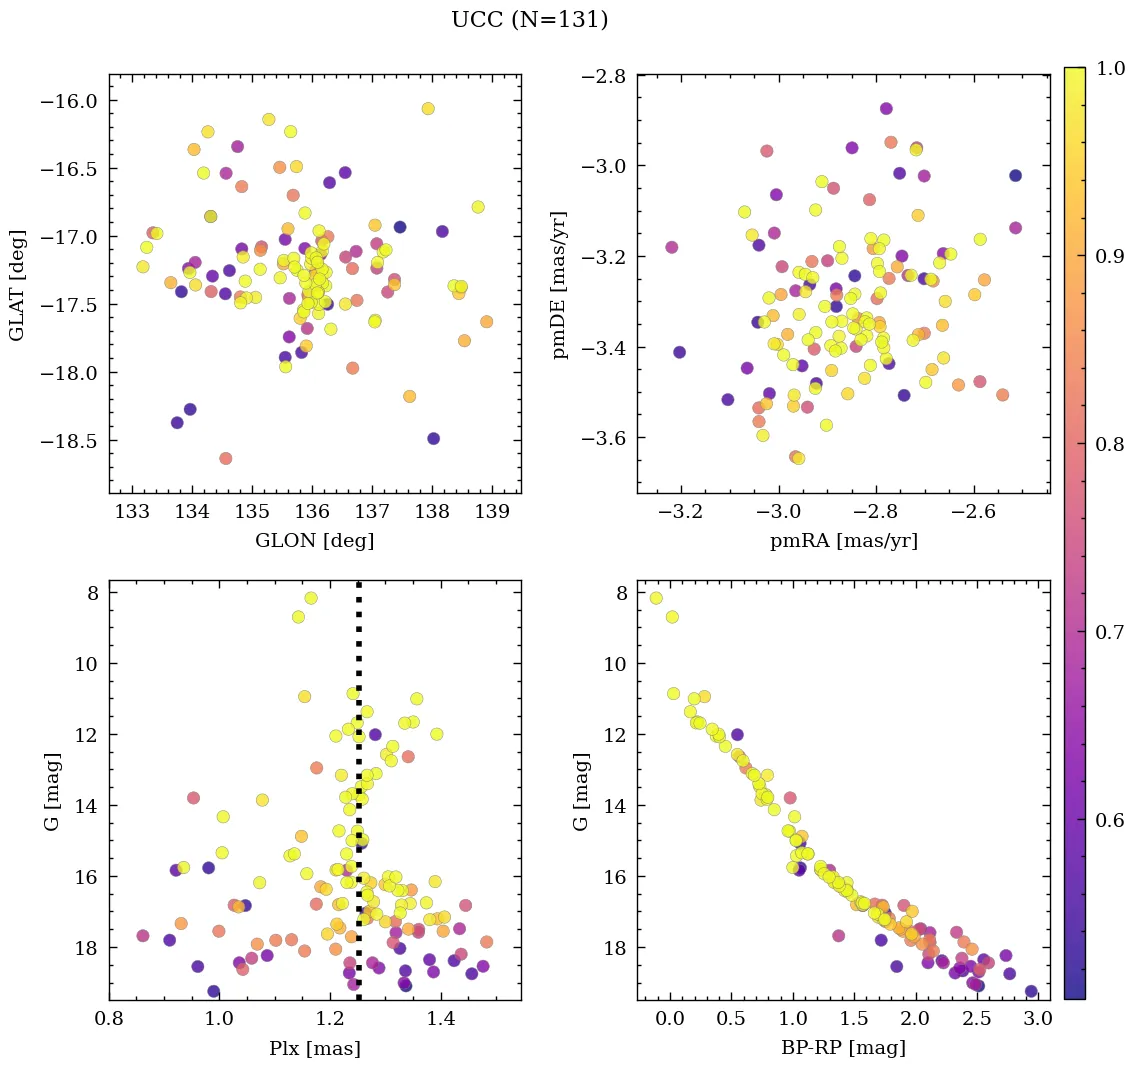 UCC (N=131)
−16.0
−16.5
−17.0
−17.5
−18.0
−18.5
GLAT [deg]
133 134 135 136 137 138 139
GLON [deg]
−2.8
−3.0
−3.2
−3.4
−3.6
pmDE [mas/yr]
−3.2 −3.0 −2.8 −2.6
pmRA [mas/yr]
1.0
0.9
0.8
0.7
0.6
8
10
12
14
16
18
G [mag]
0.8 1.0 1.2 1.4
Plx [mas]
8
10
12
14
16
18
G [mag]
0.0 0.5 1.0 1.5 2.0 2.5 3.0
BP-RP [mag]